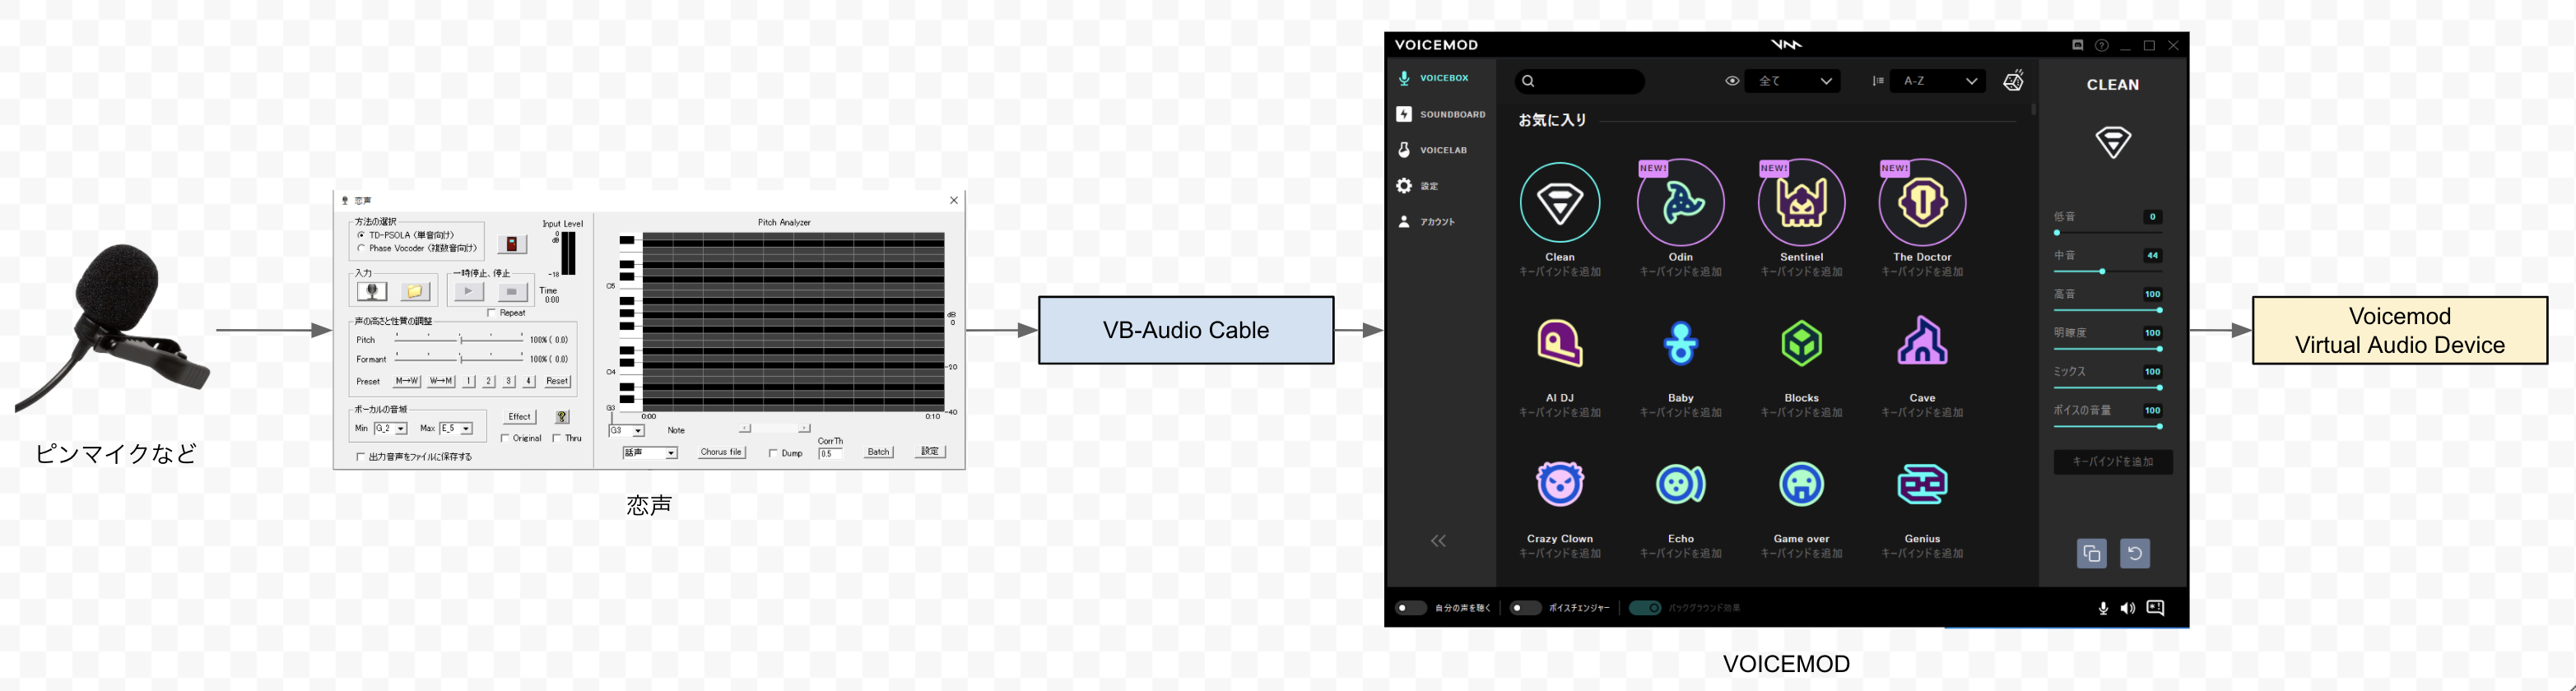 ピンマイクなど
恋声
方法の選択
TD-PSOLA (単音向け)
Phase Vocoder (複数音向け)
Input Level
0
dB
-18
入力
一時停止、停止
Time
0:00
Repeat
声の高さと性質の調整
Pitch
100% ( 0.0)
Formant
100% ( 0.0)
Preset
M→W
W→M
1
2
3
4
Reset
ボーカルの音域
Min
G_2
Max
E_5
Effect
Original
Thru
出力音声をファイルに保存する
Pitch Analyzer
C5
C4
G3
dB
0
-20
-40
0:00
0:10
G3
Note
話声
Chorus file
Dump
CorrTh
0.5
Batch
設定
恋声
VB-Audio Cable
VOICEMOD
VOICEBOX
SOUNDBOARD
VOICELAB
設定
アカウント
全て
A-Z
お気に入り
NEW!
NEW!
NEW!
Clean
キーバインドを追加
Odin
キーバインドを追加
Sentinel
キーバインドを追加
The Doctor
キーバインドを追加
AI DJ
キーバインドを追加
Baby
キーバインドを追加
Blocks
キーバインドを追加
Cave
キーバインドを追加
Crazy Clown
キーバインドを追加
Echo
キーバインドを追加
Game over
キーバインドを追加
Genius
キーバインドを追加
CLEAN
低音
0
中音
44
高音
100
明瞭度
100
ミックス
100
ボイスの音量
100
キーバインドを追加
自分の声を聴く
ボイスチェンジャー
バックグラウンド効果
VOICEMOD
Voicemod
Virtual Audio Device